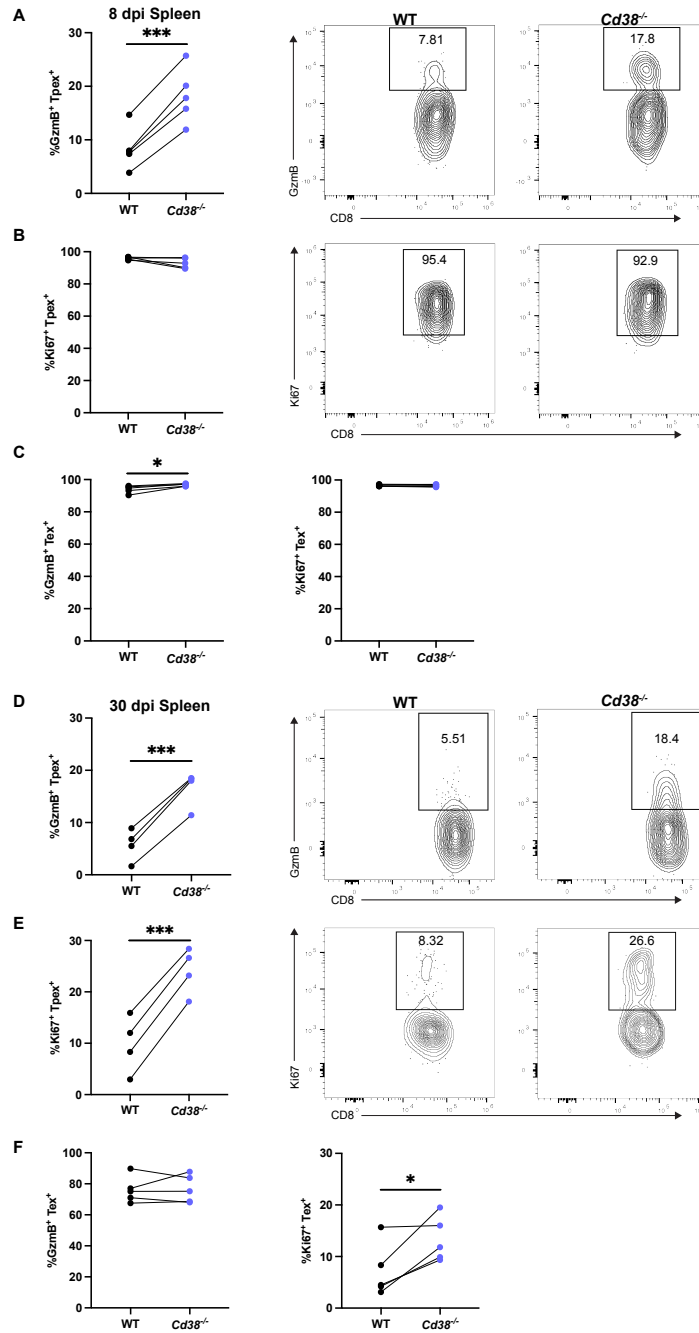 A
8 dpi Spleen
WT
Cd38-/-
***
%GzmB+ Tpex+
30
20
10
0
WT
Cd38-/-
7.81
17.8
GzmB
CD8
B
%Ki67+ Tpex+
100
80
60
40
20
0
WT
Cd38-/-
95.4
92.9
Ki67
CD8
C
*
%GzmB+ Tex+
100
80
60
40
20
0
WT
Cd38-/-
%Ki67+ Tex+
100
80
60
40
20
0
WT
Cd38-/-
D
30 dpi Spleen
WT
Cd38-/-
***
%GzmB+ Tpex+
30
20
10
0
WT
Cd38-/-
5.51
18.4
GzmB
CD8
E
***
%Ki67+ Tpex+
30
20
10
0
WT
Cd38-/-
8.32
26.6
Ki67
CD8
F
%GzmB+ Tex+
100
80
60
40
20
0
WT
Cd38-/-
*
%Ki67+ Tex+
30
20
10
0
WT
Cd38-/-